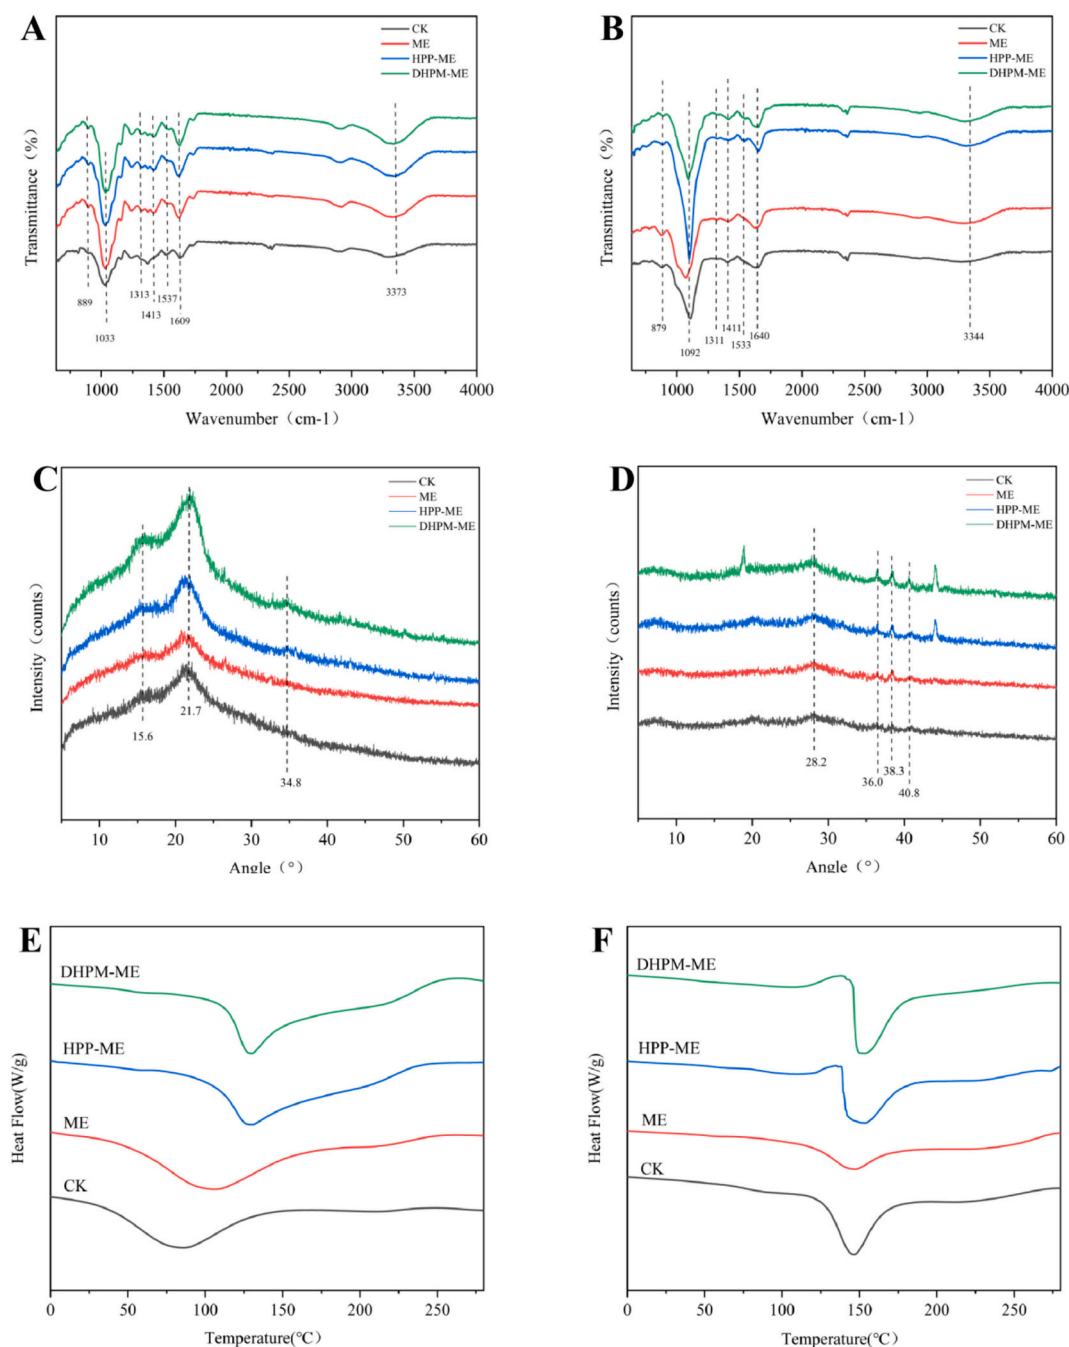 A
CK
ME
HPP-ME
DHPM-ME
Transmittance (%)
889
1033
1313
1413
1537
1609
3373
1000 1500 2000 2500 3000 3500 4000
Wavenumber (cm-1)
B
CK
ME
HPP-ME
DHPM-ME
Transmittance (%)
879
1092
1311
1411
1533
1640
3344
1000 1500 2000 2500 3000 3500 4000
Wavenumber (cm-1)
C
CK
ME
HPP-ME
DHPM-ME
Intensity (counts)
15.6
21.7
34.8
10 20 30 40 50 60
Angle (°)
D
CK
ME
HPP-ME
DHPM-ME
Intensity (counts)
28.2
36.0
38.3
40.8
10 20 30 40 50 60
Angle (°)
E
DHPM-ME
HPP-ME
ME
CK
Heat Flow(W/g)
0 50 100 150 200 250
Temperature(℃)
F
DHPM-ME
HPP-ME
ME
CK
Heat Flow(W/g)
0 50 100 150 200 250
Temperature(℃)